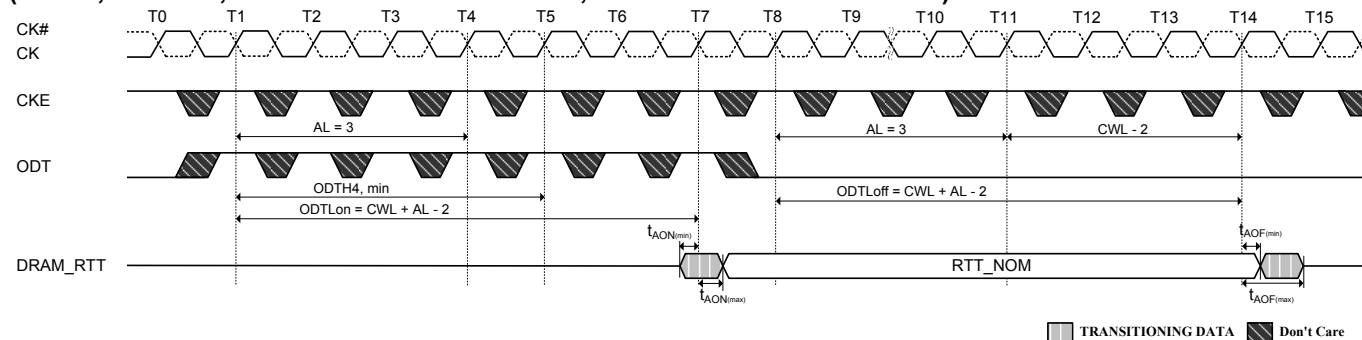 T0 T1 T2 T3 T4 T5 T6 T7 T8 T9 T10 T11 T12 T13 T14 T15
CK#
CK
CKE
AL = 3 AL = 3 CWL - 2
ODT
ODTH4, min ODTLoff = CWL + AL - 2
ODTLon = CWL + AL - 2
tAON(min) tAOF(min)
DRAM_RTT RTT_NOM
tAON(max) tAOF(max)
TRANSITIONING DATA Don't Care